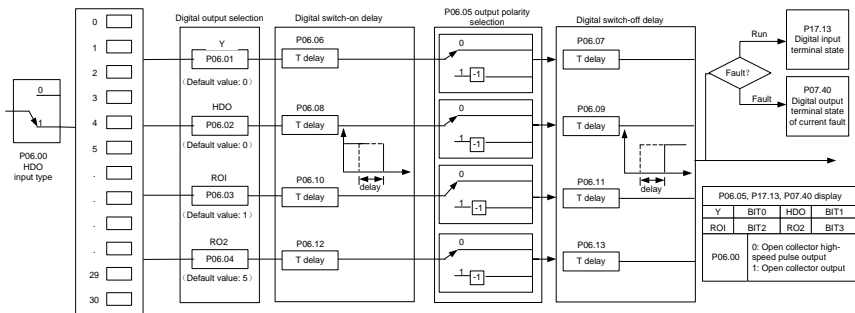 0
1
2
3
4
5
.
.
.
.
29
30
0
1
P06.00
HDO
input type
Digital output selection
Y
P06.01
(Default value: 0)
HDO
P06.02
(Default value: 0)
ROI
P06.03
(Default value: 1)
RO2
P06.04
(Default value: 5)
Digital switch-on delay
P06.06
T delay
P06.08
T delay
delay
P06.10
T delay
P06.12
T delay
P06.05 output polarity
selection
0
1
-1
0
1
-1
0
1
-1
0
1
-1
Digital switch-off delay
P06.07
T delay
P06.09
T delay
delay
P06.11
T delay
P06.13
T delay
Run
Fault?
Fault
P17.13
Digital input
terminal state
P07.40
Digital output
terminal state
of current fault
P06.05, P17.13, P07.40 display
Y BIT0 HDO BIT1
ROI BIT2 RO2 BIT3
P06.00
0: Open collector high-
speed pulse output
1: Open collector output